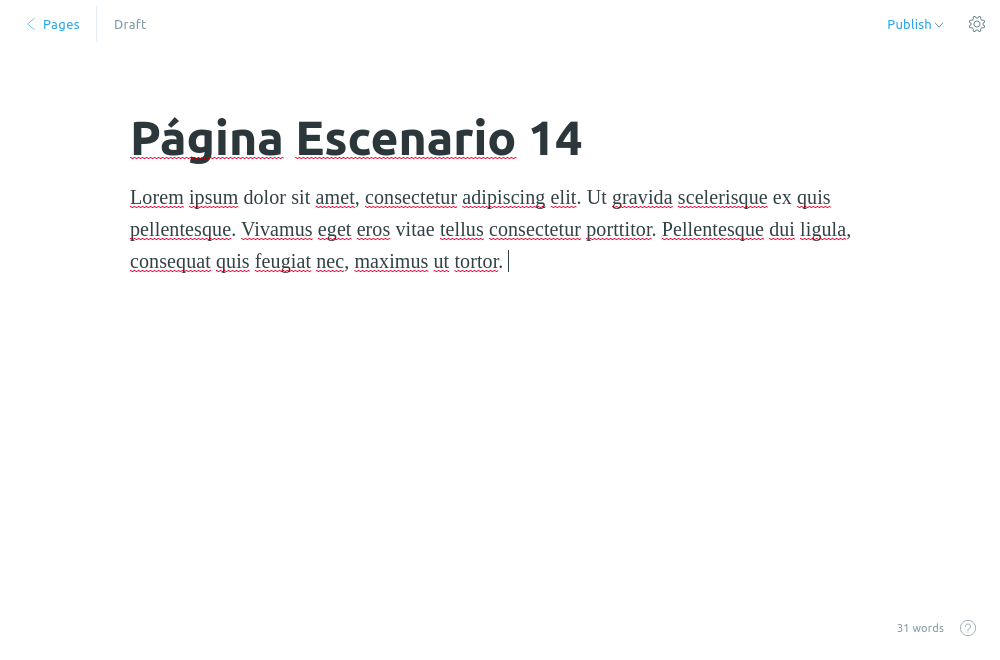 Pages
Draft
Publish
Página Escenario 14
Lorem ipsum dolor sit amet, consectetur adipiscing elit. Ut gravida scelerisque ex quis
pellentesque. Vivamus eget eros vitae tellus consectetur porttitor. Pellentesque dui ligula,
consequat quis feugiat nec, maximus ut tortor.
31 words
?